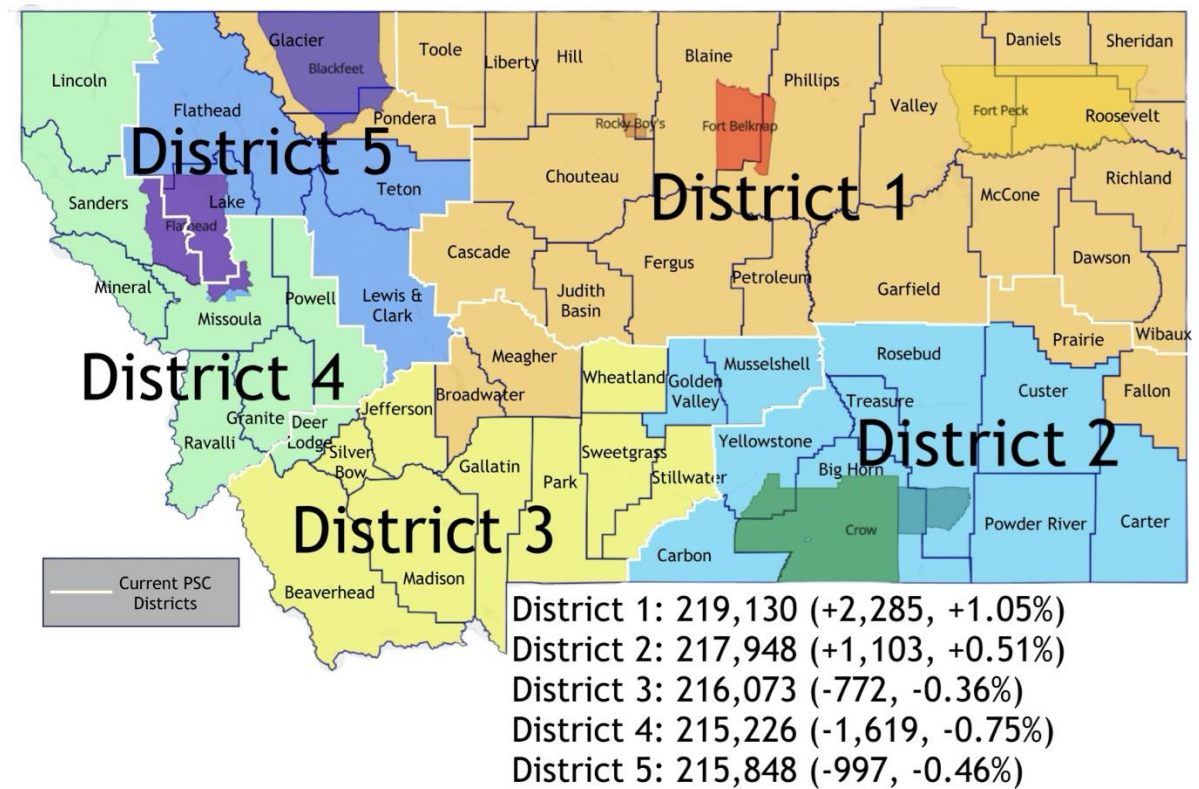 Glacier
Toole
Liberty
Hill
Blaine
Daniels
Sheridan
Lincoln
Blackfeet
Phillips
Valley
Flathead
Pondera
Rocky Boy's
Fort Belknap
Fort Peck
Roosevelt
District 5
Teton
Chouteau
District 1
McCone
Richland
Sanders
Lake
Flathead
Cascade
Fergus
Petroleum
Dawson
Mineral
Powell
Lewis &
Clark
Judith
Basin
Garfield
Missoula
Meagher
Musselshell
Rosebud
Prairie
Wibaux
District 4
Wheatland
Golden
Valley
Custer
Fallon
Jefferson
Broadwater
Treasure
Granite
Deer
Lodge
Ravalli
Silver
Bow
Gallatin
Park
Sweetgrass
Stillwater
Yellowstone
Big Horn
District 2
District 3
Crow
Powder River
Carter
Carbon
Beaverhead
Madison
Current PSC
Districts
District 1: 219,130 (+2,285, +1.05%)
District 2: 217,948 (+1,103, +0.51%)
District 3: 216,073 (-772, -0.36%)
District 4: 215,226 (-1,619, -0.75%)
District 5: 215,848 (-997, -0.46%)